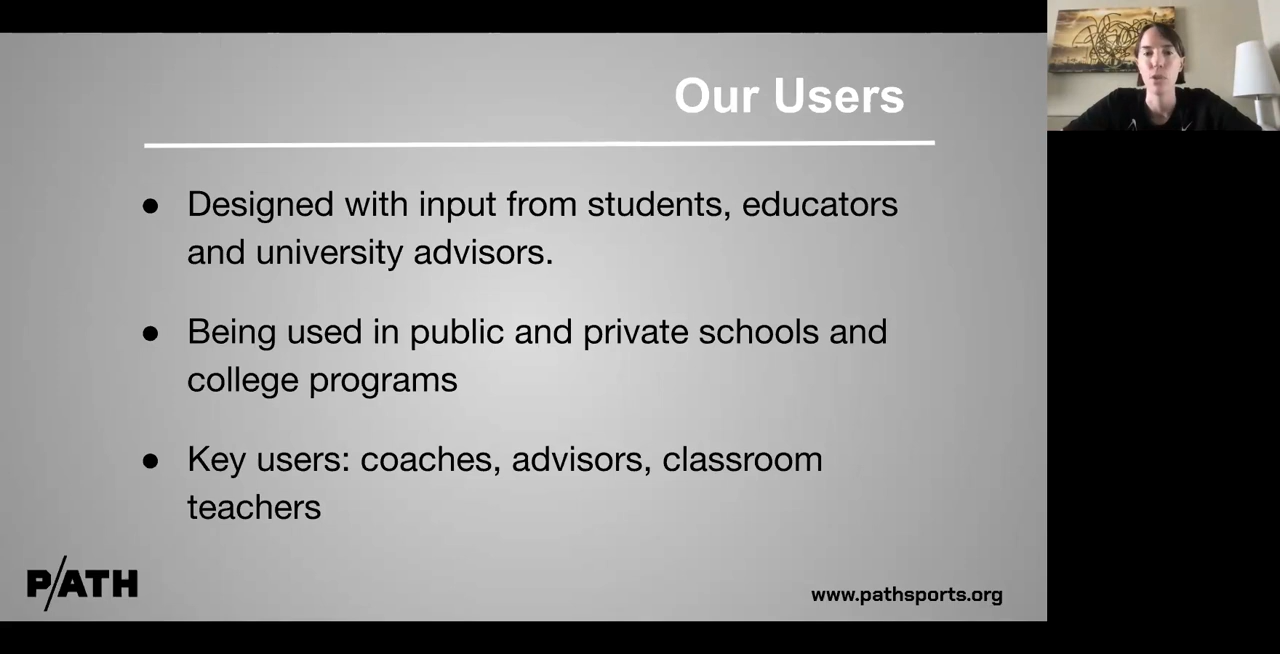 Our Users
● Designed with input from students, educators
and university advisors.
● Being used in public and private schools and
college programs
● Key users: coaches, advisors, classroom
teachers
P/ATH
www.pathsports.org